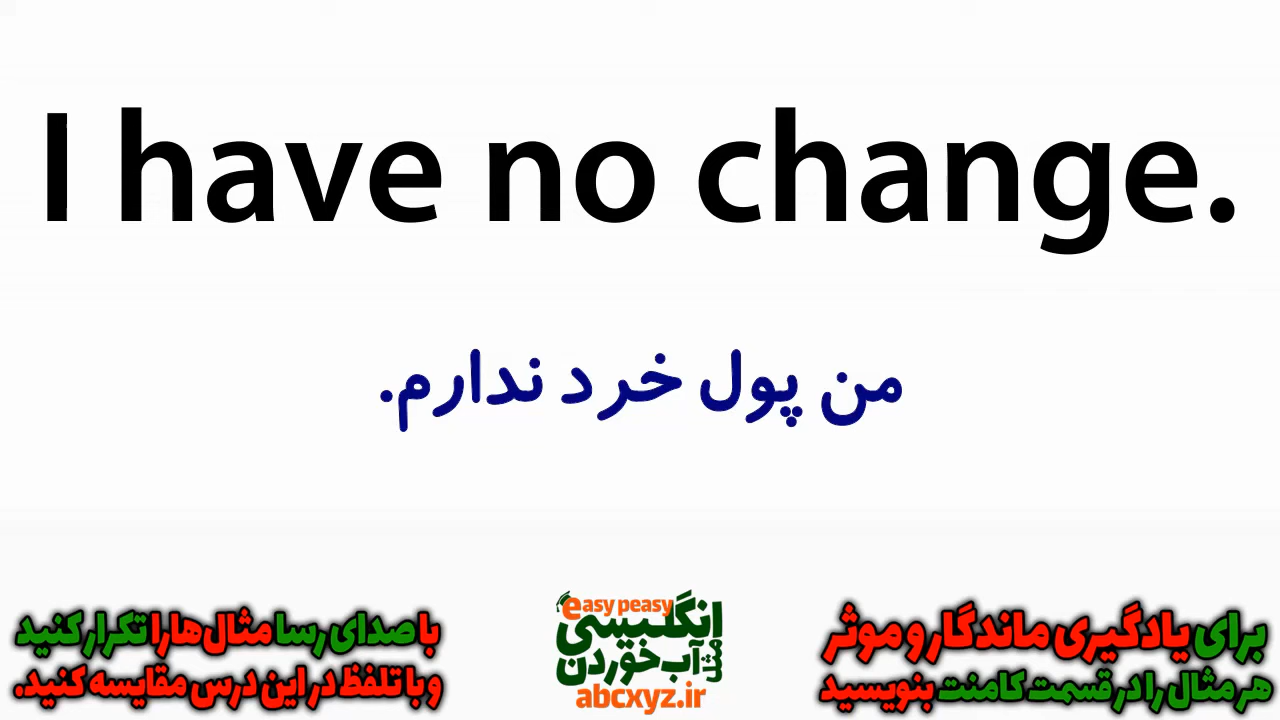 I have no change.
من پول خرد ندارم.
برای یادگیری ماندگار و موثر
هر مثال را در قسمت کامنت بنویسید
easy peasy
انگلیسی
مثل
آب خوردن
abcxyz.ir
با صدای رسا مثال‌ها را تکرار کنید
و با تلفظ در این درس مقایسه کنید.